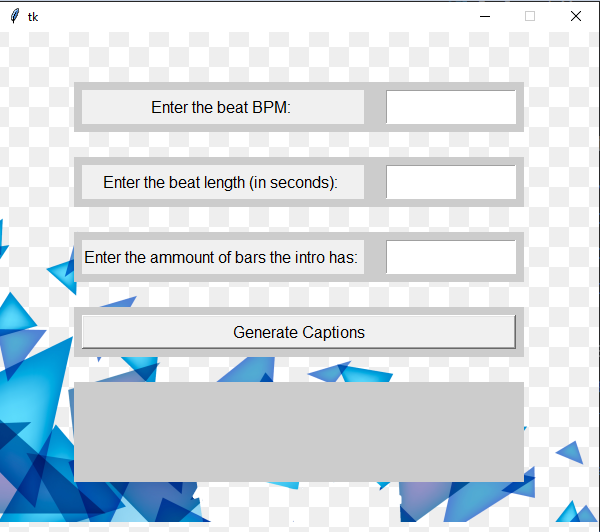 tk
Enter the beat BPM:
Enter the beat length (in seconds):
Enter the ammount of bars the intro has:
Generate Captions